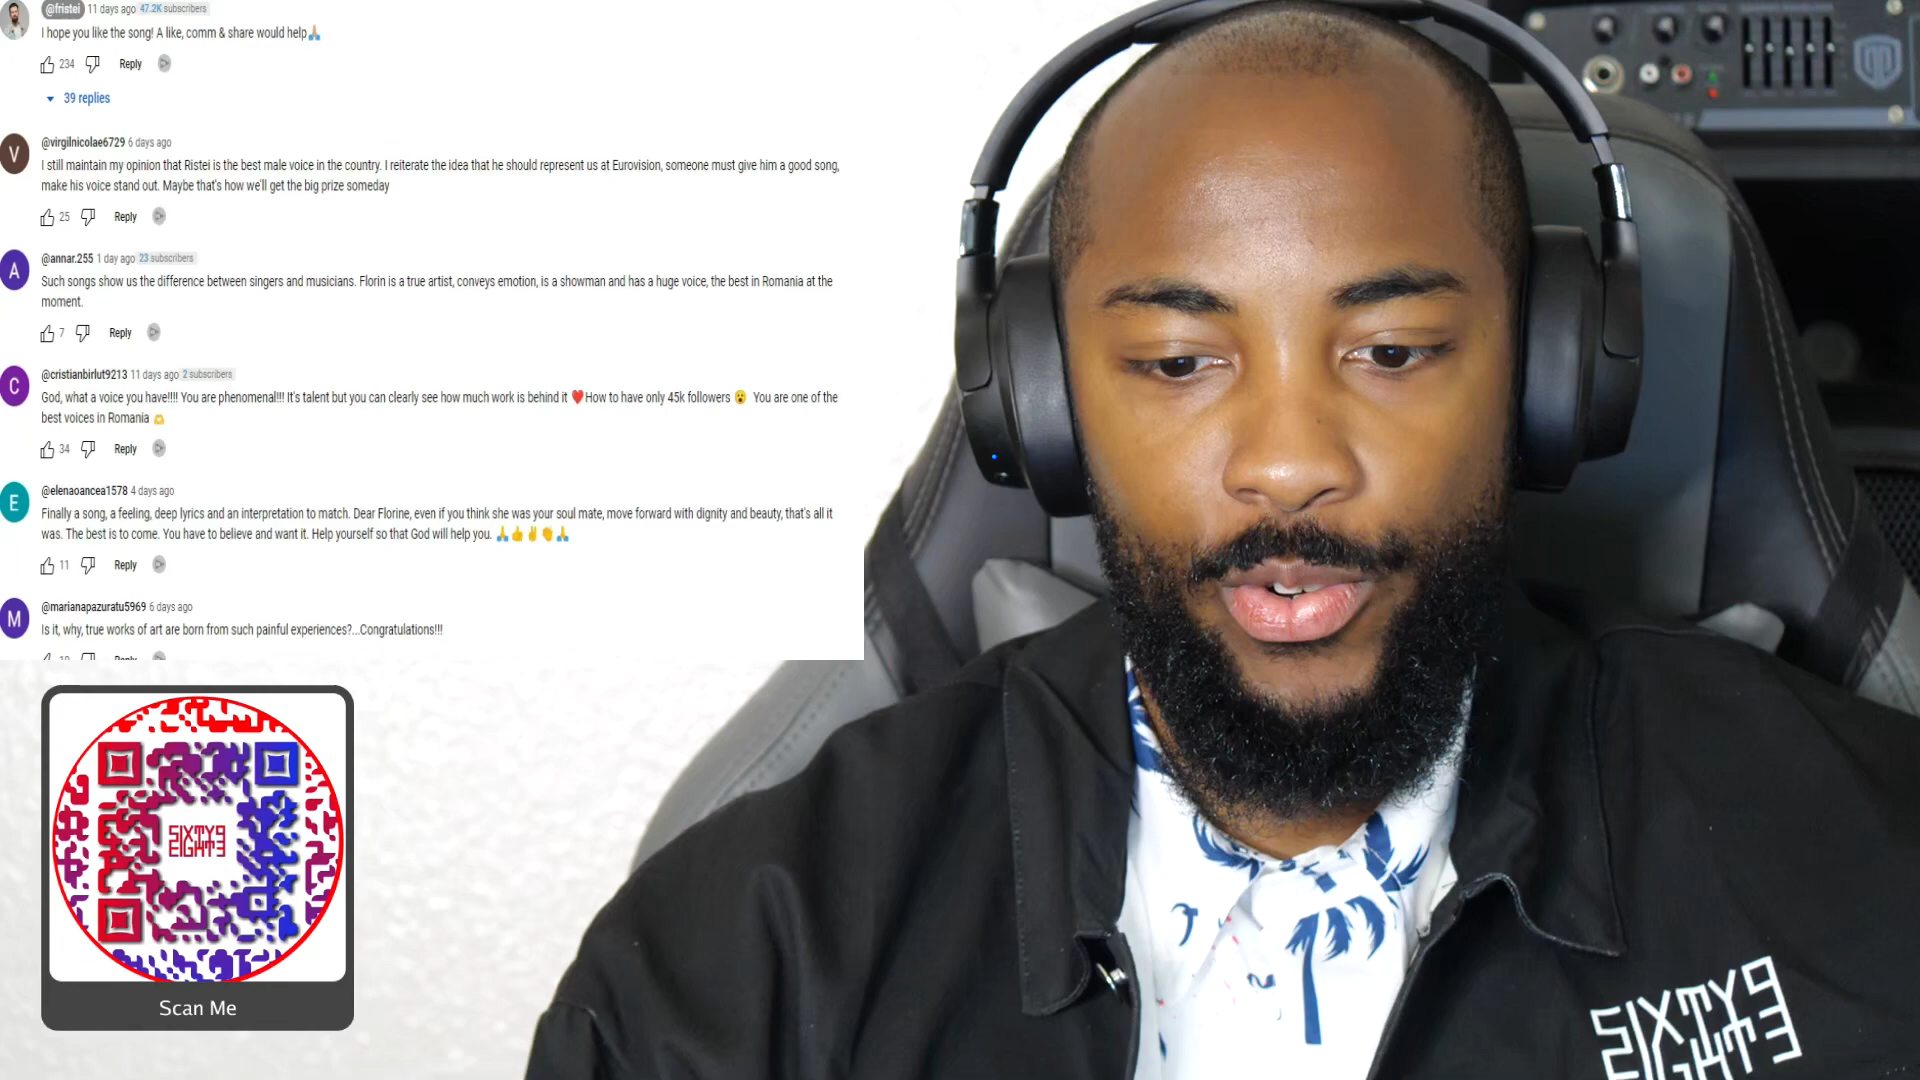 @fristei 11 days ago 47.2K subscribers
I hope you like the song! A like, comm & share would help🙏
234 Reply
39 replies
V
@virgilnicolae6729 6 days ago
I still maintain my opinion that Ristei is the best male voice in the country. I reiterate the idea that he should represent us at Eurovision, someone must give him a good song,
make his voice stand out. Maybe that's how we'll get the big prize someday
25 Reply
A
@annar.255 1 day ago 23 subscribers
Such songs show us the difference between singers and musicians. Florin is a true artist, conveys emotion, is a showman and has a huge voice, the best in Romania at the
moment.
7 Reply
C
@cristianbirlut9213 11 days ago 2 subscribers
God, what a voice you have!!!! You are phenomenal!!! It's talent but you can clearly see how much work is behind it ❤️How to have only 45k followers 😮 You are one of the
best voices in Romania 🫶
34 Reply
E
@elenaoancea1578 4 days ago
Finally a song, a feeling, deep lyrics and an interpretation to match. Dear Florine, even if you think she was your soul mate, move forward with dignity and beauty, that's all it
was. The best is to come. You have to believe and want it. Help yourself so that God will help you. 🙏👍✌️👏🙏
11 Reply
M
@marianapazuratu5969 6 days ago
Is it, why, true works of art are born from such painful experiences?...Congratulations!!!
Reply
SIXTY9
EIGHT3
Scan Me
SIXTY9
EIGHT3